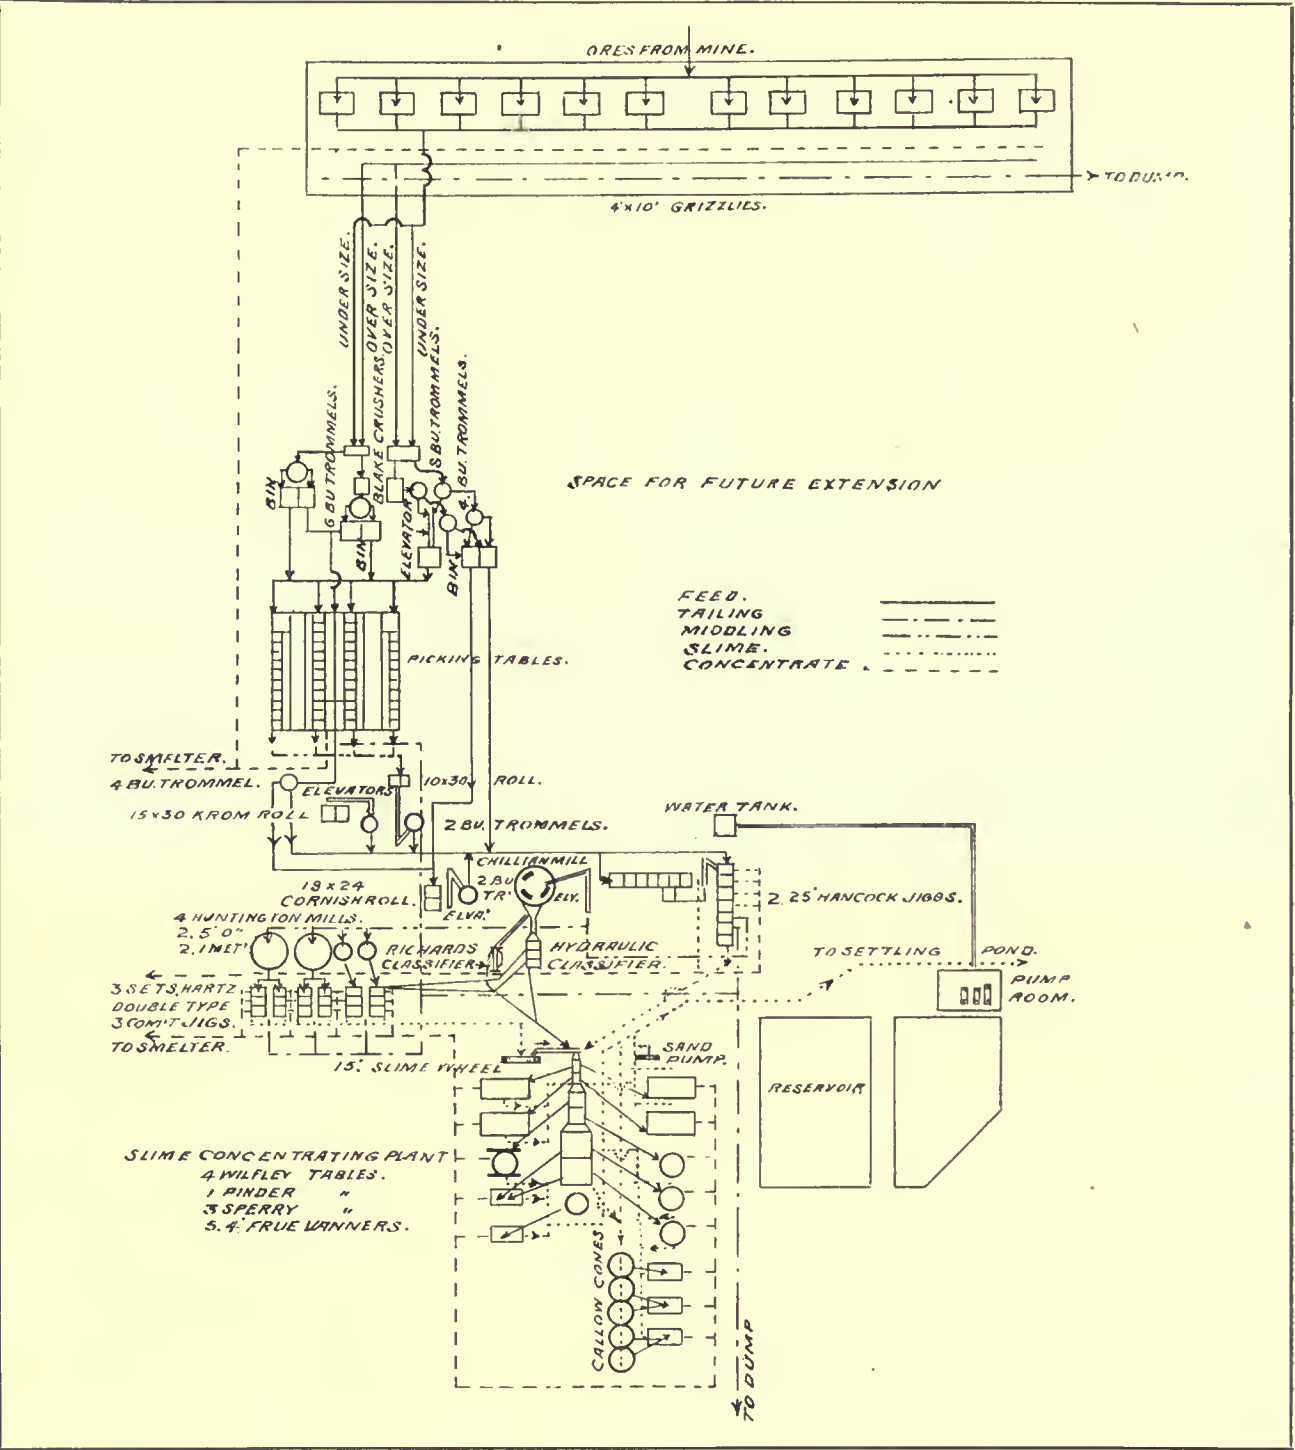 ORES FROM MINE.
TO DUMP.
4'x10' GRIZZLIES.
UNDER SIZE.
OVER SIZE.
OVER SIZE.
UNDER SIZE.
BLAKE CRUSHERS.
6 BU TROMMELS.
8 BU. TROMMELS.
4. BU. TROMMELS.
BIN
BIN
ELEVATOR
BIN
SPACE FOR FUTURE EXTENSION
FEED.
TAILING
MIDDLING
SLIME.
CONCENTRATE.
PICKING TABLES.
TO SMELTER.
4 BU. TROMMEL.
ELEVATORS
10x30 ROLL.
15x30 KROM ROLL
2 BU. TROMMELS.
WATER TANK.
CHILLIAN MILL
2 BU
TR'
ELY.
18x24
CORNISH ROLL.
ELVA.'
2. 25' HANCOCK JIGGS.
4 HUNTINGTON MILLS.
2, 5' 0"
2. 1 MET'
RICHARDS
CLASSIFIER
HYDRAULIC
CLASSIFIER.
TO SETTLING POND.
PUMP
ROOM.
3 SETS, HARTZ
DOUBLE TYPE
3 COM'T JIGS.
TO SMELTER.
15' SLIME WHEEL
SAND
PUMP.
RESERVOIR
SLIME CONCENTRATING PLANT
4 WILFLEY TABLES.
1 PINDER "
3 SPERRY "
5. 4' FRUE VANNERS.
CALLOW CONES
TO DUMP